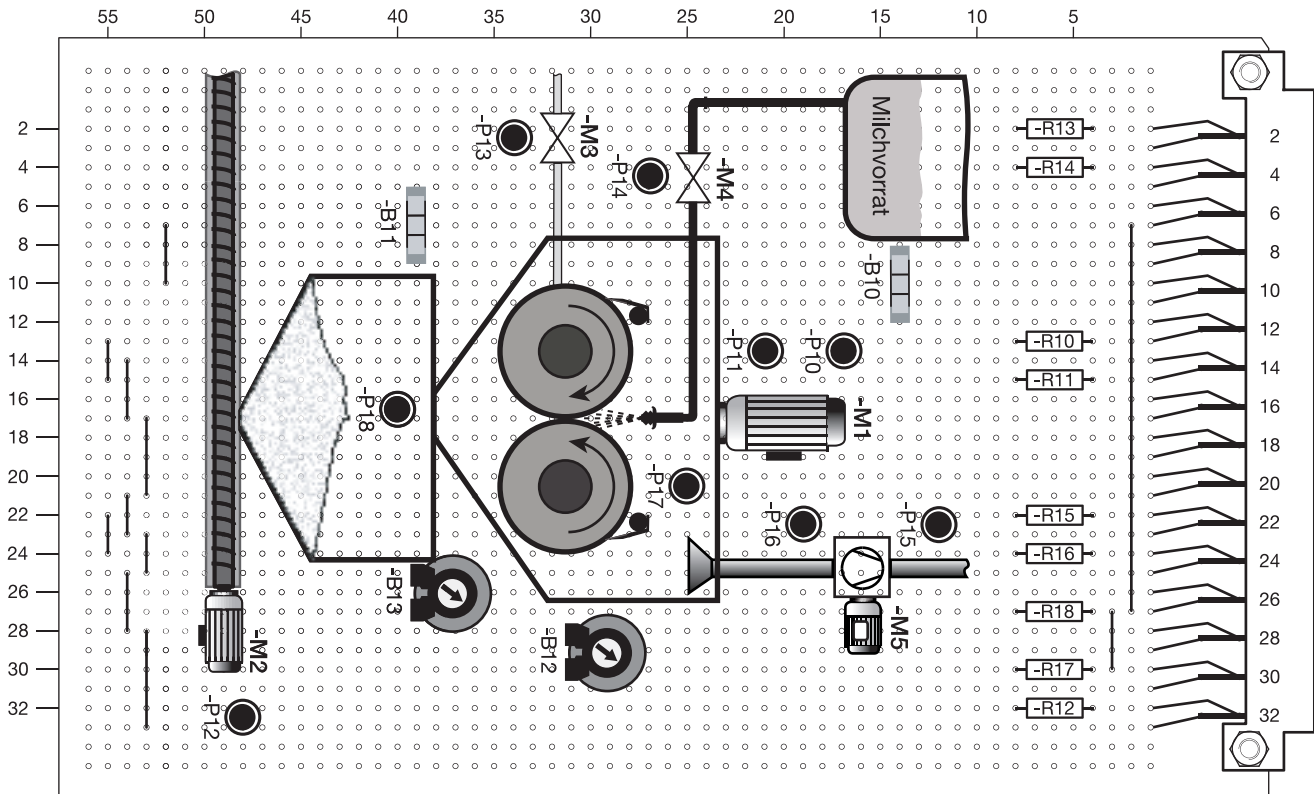 55 50 45 40 35 30 25 20 15 10 5
2
4
6
8
10
12
14
16
18
20
22
24
26
28
30
32
-P13
-M3
-P14
-M4
Milchvorrat
-B11
-B10
-P11
-P10
-P18
-M1
-P17
-P16
-P15
-B13
-B12
-M5
-M2
-P12
-R13
-R14
-R10
-R11
-R15
-R16
-R18
-R17
-R12
2
4
6
8
10
12
14
16
18
20
22
24
26
28
30
32